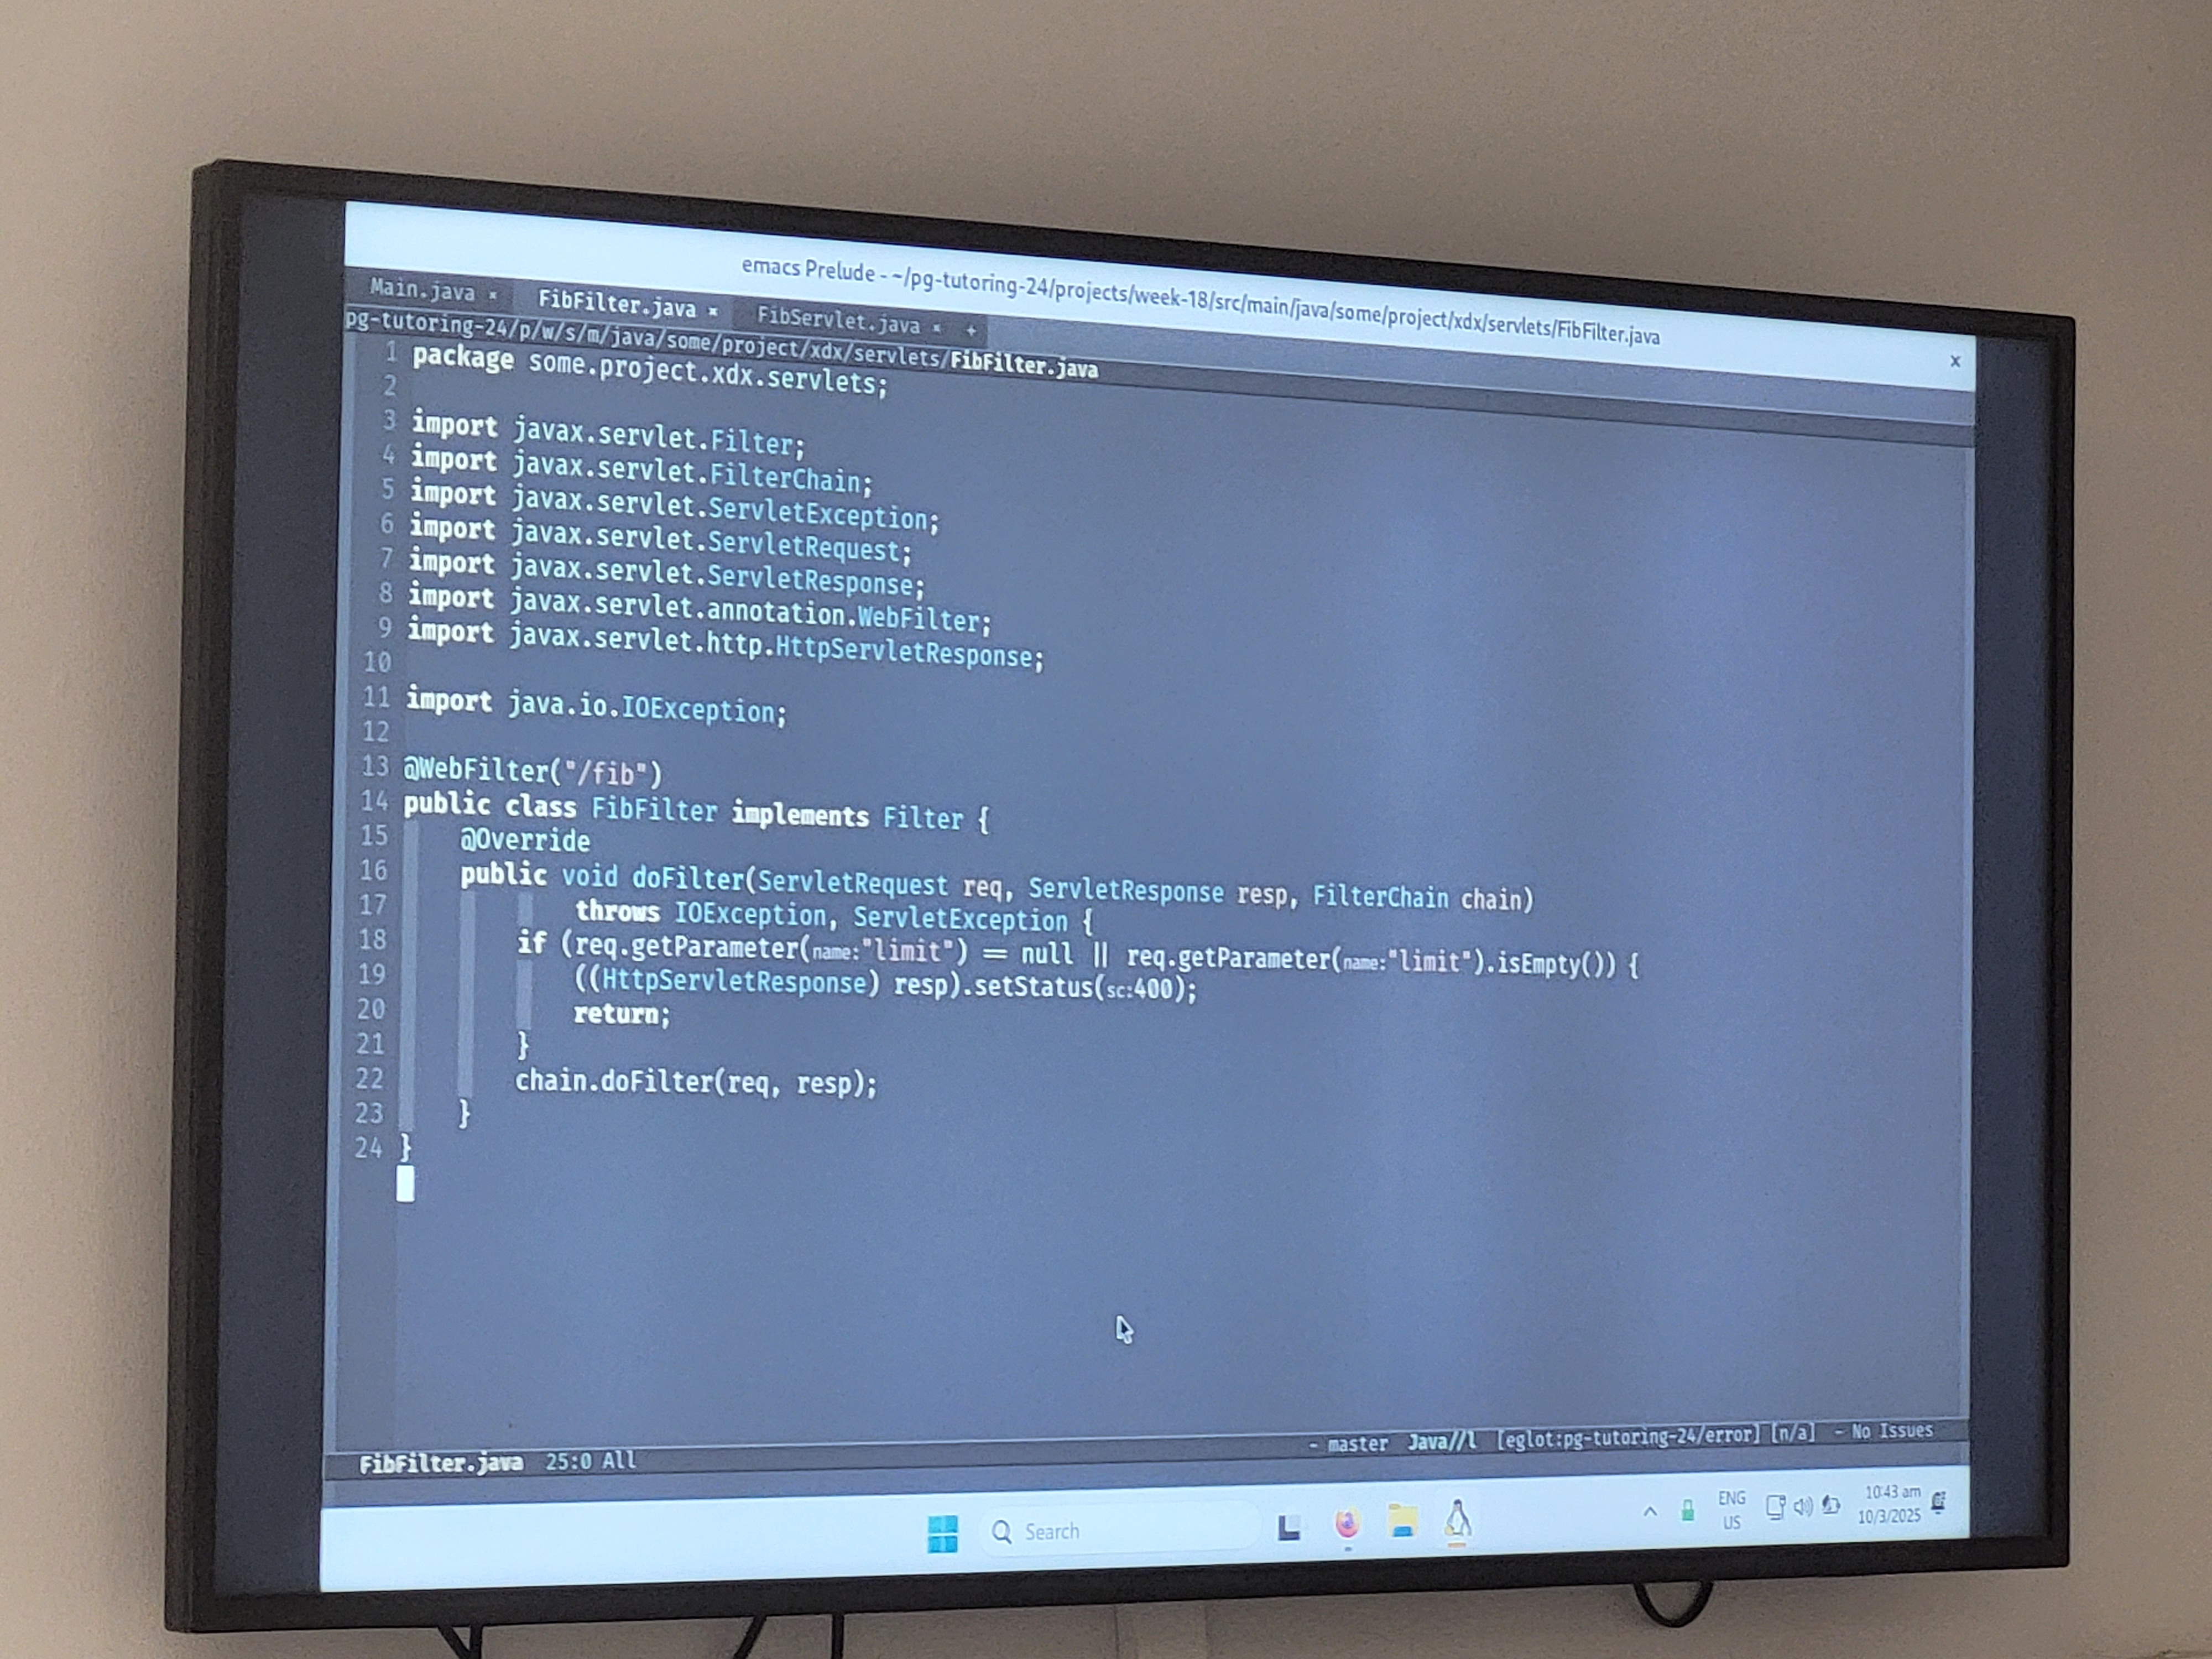 emacs Prelude - ~/pg-tutoring-24/projects/week-18/src/main/java/some/project/xdx/servlets/FibFilter.java
x
Main.java × FibFilter.java × FibServlet.java × +
pg-tutoring-24/p/w/s/m/java/some/project/xdx/servlets/FibFilter.java
1 package some.project.xdx.servlets;
2
3 import javax.servlet.Filter;
4 import javax.servlet.FilterChain;
5 import javax.servlet.ServletException;
6 import javax.servlet.ServletRequest;
7 import javax.servlet.ServletResponse;
8 import javax.servlet.annotation.WebFilter;
9 import javax.servlet.http.HttpServletResponse;
10
11 import java.io.IOException;
12
13 @WebFilter("/fib")
14 public class FibFilter implements Filter {
15 @Override
16 public void doFilter(ServletRequest req, ServletResponse resp, FilterChain chain)
17 throws IOException, ServletException {
18 if (req.getParameter(name:"limit") == null || req.getParameter(name:"limit").isEmpty()) {
19 ((HttpServletResponse) resp).setStatus(sc:400);
20 return;
21 }
22 chain.doFilter(req, resp);
23 }
24 }
FibFilter.java 25:0 All - master Java//l [eglot:pg-tutoring-24/error] [n/a] - No Issues
Search
ENG
US
10:43 am
10/3/2025